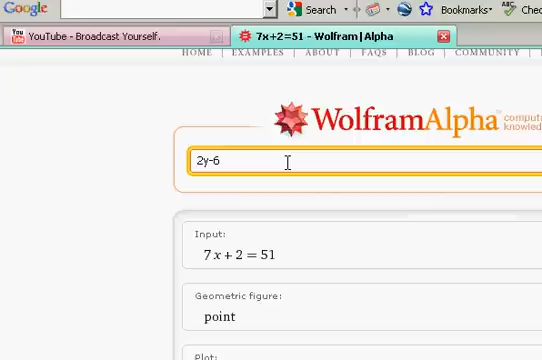 Google Search Bookmarks Check
YouTube - Broadcast Yourself. 7x+2=51 - Wolfram|Alpha
HOME EXAMPLES ABOUT FAQS BLOG COMMUNITY
WolframAlpha
2y-6
Input:
7 x + 2 = 51
Geometric figure:
point
Plot: